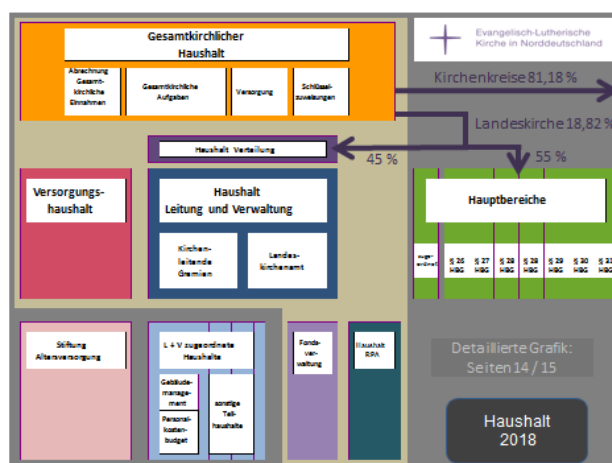 Gesamtkirchlicher
Haushalt
Abrechnung
Gesamt-
kirchliche
Einnahmen
Gesamtkirchliche
Aufgaben
Versorgung
Schlüssel-
zuweisungen
Evangelisch-Lutherische
Kirche in Norddeutschland
Kirchenkreise 81,18 %
Landeskirche 18,82 %
Haushalt Verteilung
45 %
55 %
Versorgungs-
haushalt
Haushalt
Leitung und Verwaltung
Kirchen-
leitende
Gremien
Landes-
kirchenamt
Hauptbereiche
§ 26
HBG
§ 27
HBG
§ 28
HBG
§ 28
HBG
§ 29
HBG
§ 30
HBG
HBG
Stiftung
Altersversorgung
L + V zugeordnete
Haushalte
Gebäude-
manage-
ment
Personal-
kosten-
budget
sonstige
Teil-
haushalte
Fonds-
ver-
waltung
Haushalt
RPA
Detaillierte Grafik:
Seiten 14 / 15
Haushalt
2018